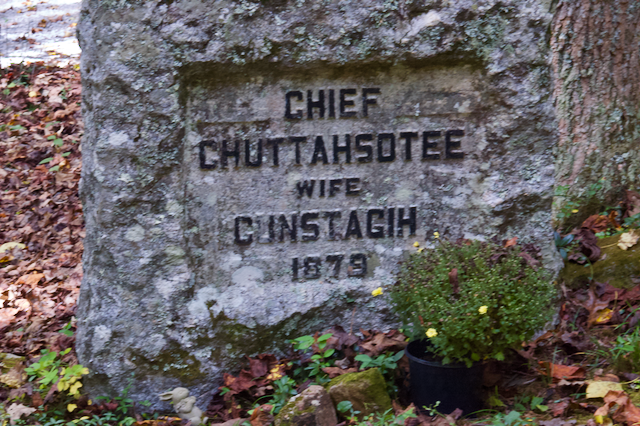 CHIEF
CHUTTAHSOTEE
WIFE
CUNSTAGIH
1879